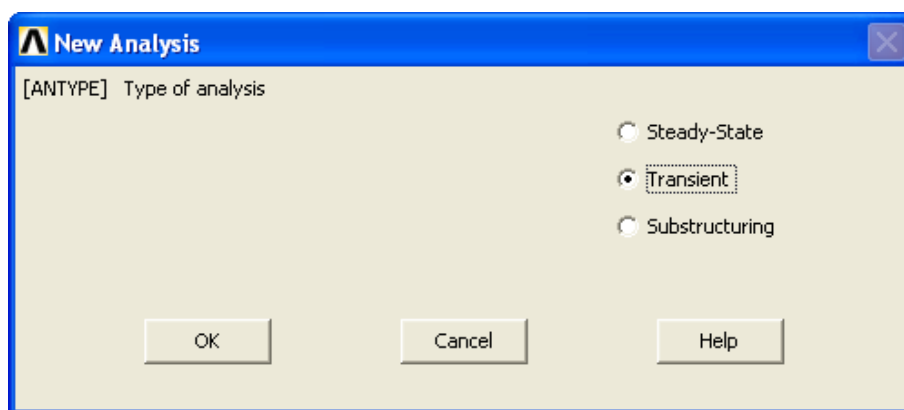 New Analysis
[ANTYPE] Type of analysis
Steady-State
Transient
Substructuring
OK Cancel Help